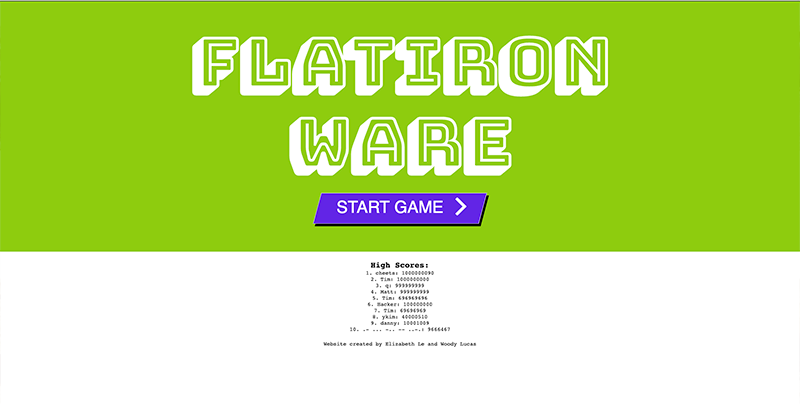 FLATIRON
WARE
START GAME
High Scores:
1. cheeta: 1000000090
2. Tim: 1000000000
3. q: 999999999
4. Matt: 999999999
5. Tim: 696969696
6. Hacker: 100000000
7. Tim: 69696969
8. ykim: 40000510
9. danny: 10001009
10. 9666467
Website created by Elizabeth Le and Woody Lucas